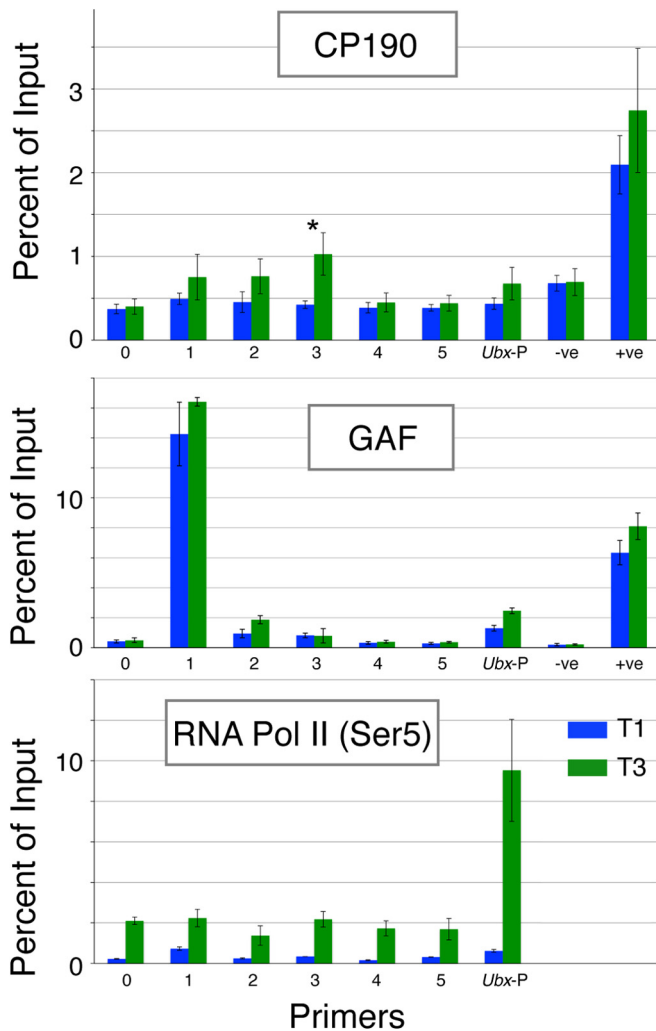 CP190
Percent of Input
3
2
1
0
*
0 1 2 3 4 5 Ubx-P -ve +ve
GAF
Percent of Input
10
0
0 1 2 3 4 5 Ubx-P -ve +ve
RNA Pol II (Ser5)
T1
T3
Percent of Input
10
0
0 1 2 3 4 5 Ubx-P
Primers